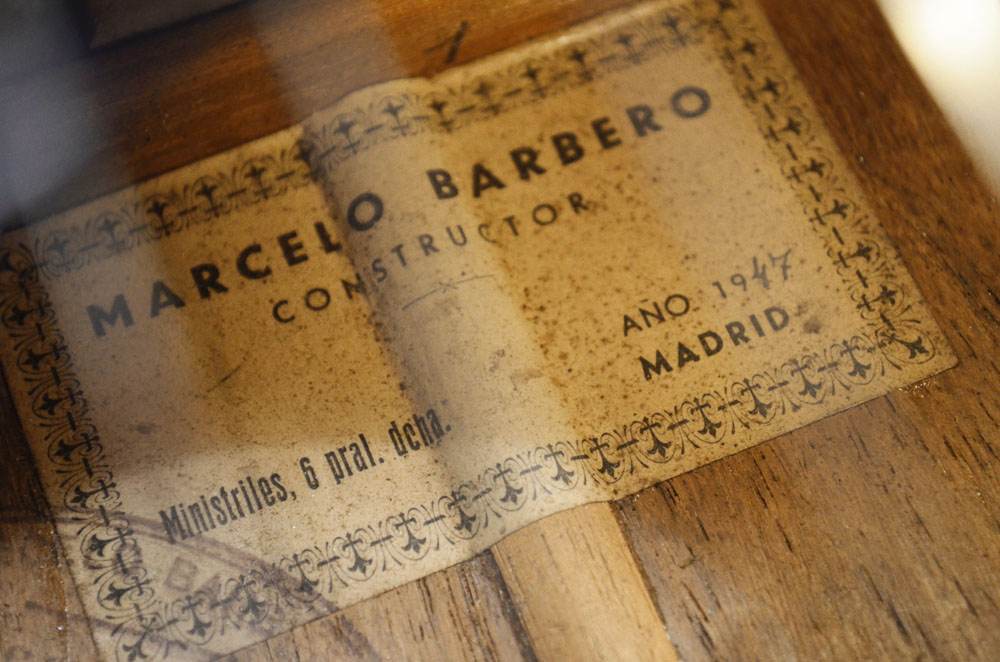 MARCELO BARBERO
CONSTRUCTOR
AÑO 1947
MADRID
Ministriles, 6 pral. dcha.